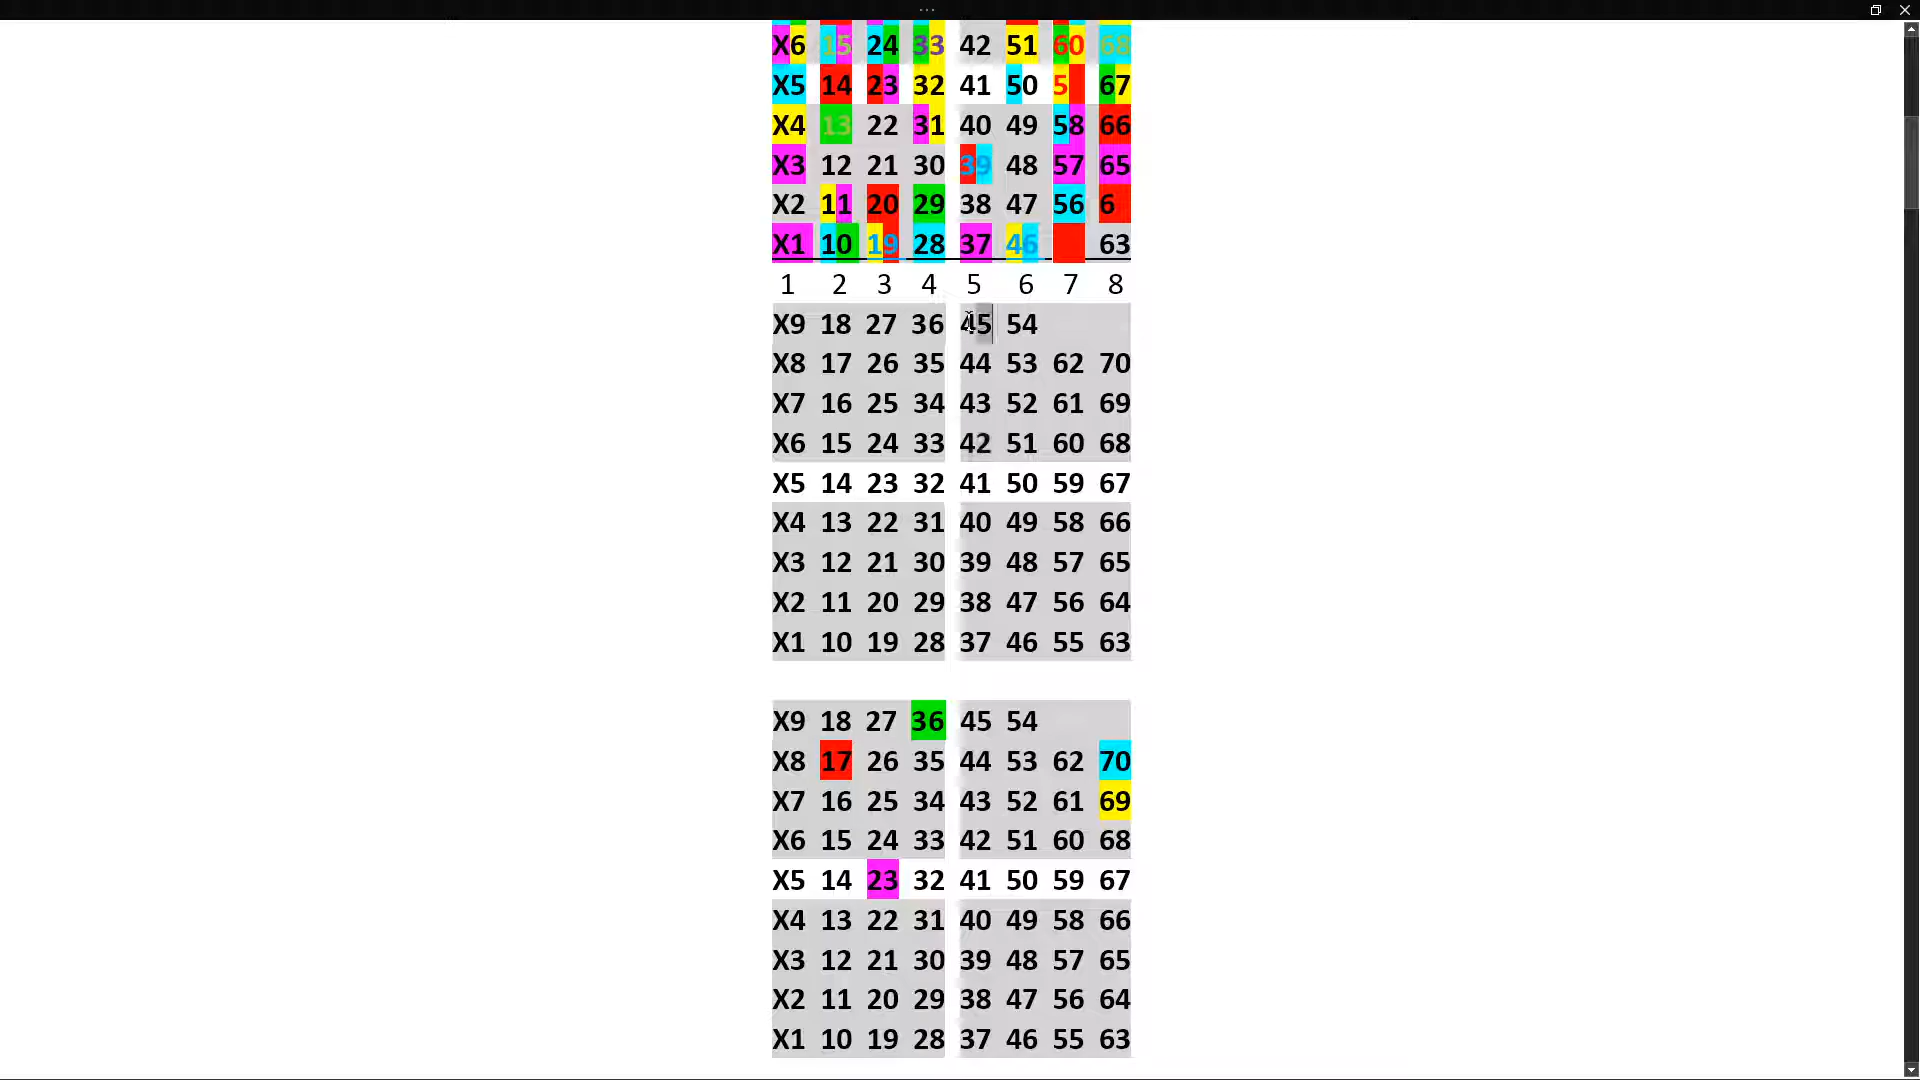 X6 15 24 33 42 51 60 68
X5 14 23 32 41 50 5 67
X4 13 22 31 40 49 58 66
X3 12 21 30 39 48 57 65
X2 11 20 29 38 47 56 6
X1 10 19 28 37 46 63
1 2 3 4 5 6 7 8
X9 18 27 36 45 54
X8 17 26 35 44 53 62 70
X7 16 25 34 43 52 61 69
X6 15 24 33 42 51 60 68
X5 14 23 32 41 50 59 67
X4 13 22 31 40 49 58 66
X3 12 21 30 39 48 57 65
X2 11 20 29 38 47 56 64
X1 10 19 28 37 46 55 63
X9 18 27 36 45 54
X8 17 26 35 44 53 62 70
X7 16 25 34 43 52 61 69
X6 15 24 33 42 51 60 68
X5 14 23 32 41 50 59 67
X4 13 22 31 40 49 58 66
X3 12 21 30 39 48 57 65
X2 11 20 29 38 47 56 64
X1 10 19 28 37 46 55 63